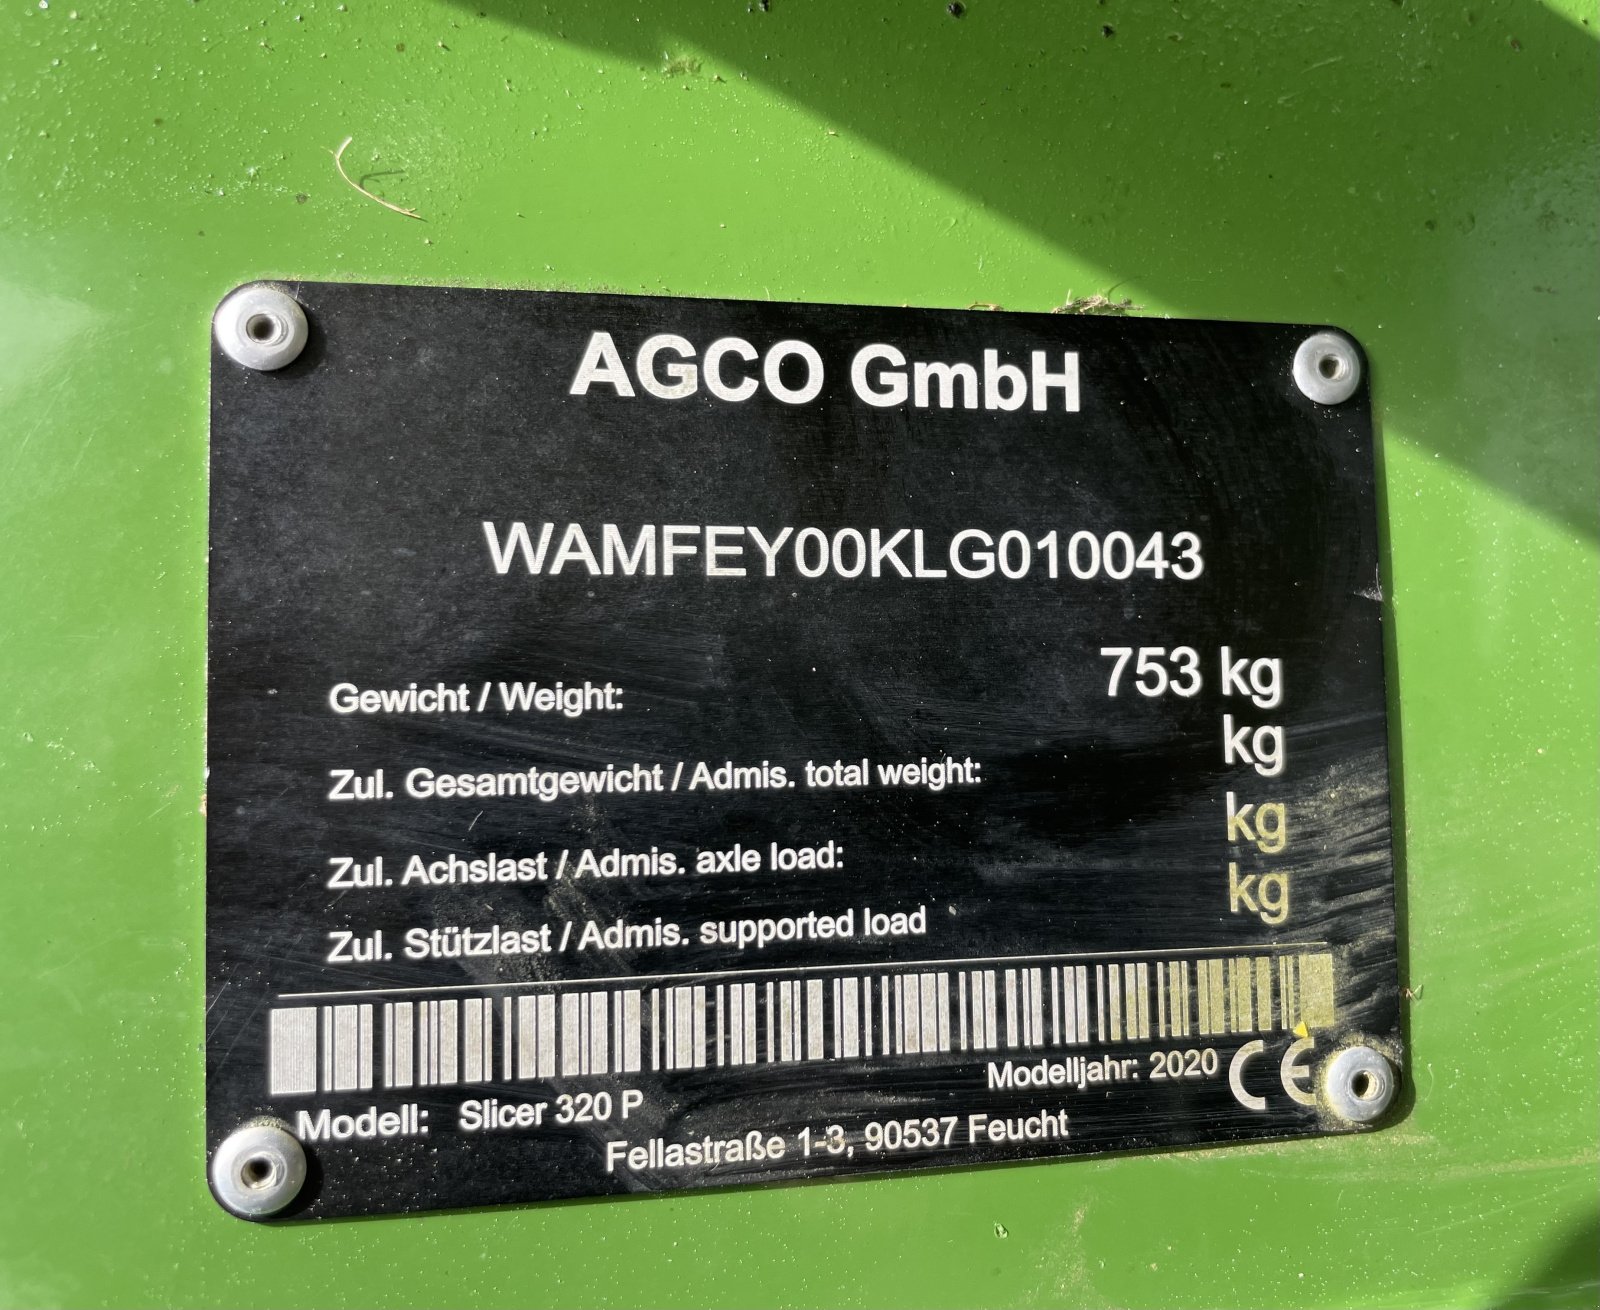 AGCO GmbH
WAMFEY00KLG010043
Gewicht / Weight: 753 kg
Zul. Gesamtgewicht / Admis. total weight: kg
Zul. Achslast / Admis. axle load: kg
Zul. Stützlast / Admis. supported load kg
Modell: Slicer 320 P Modelljahr: 2020 CE
Fellastraße 1-3, 90537 Feucht